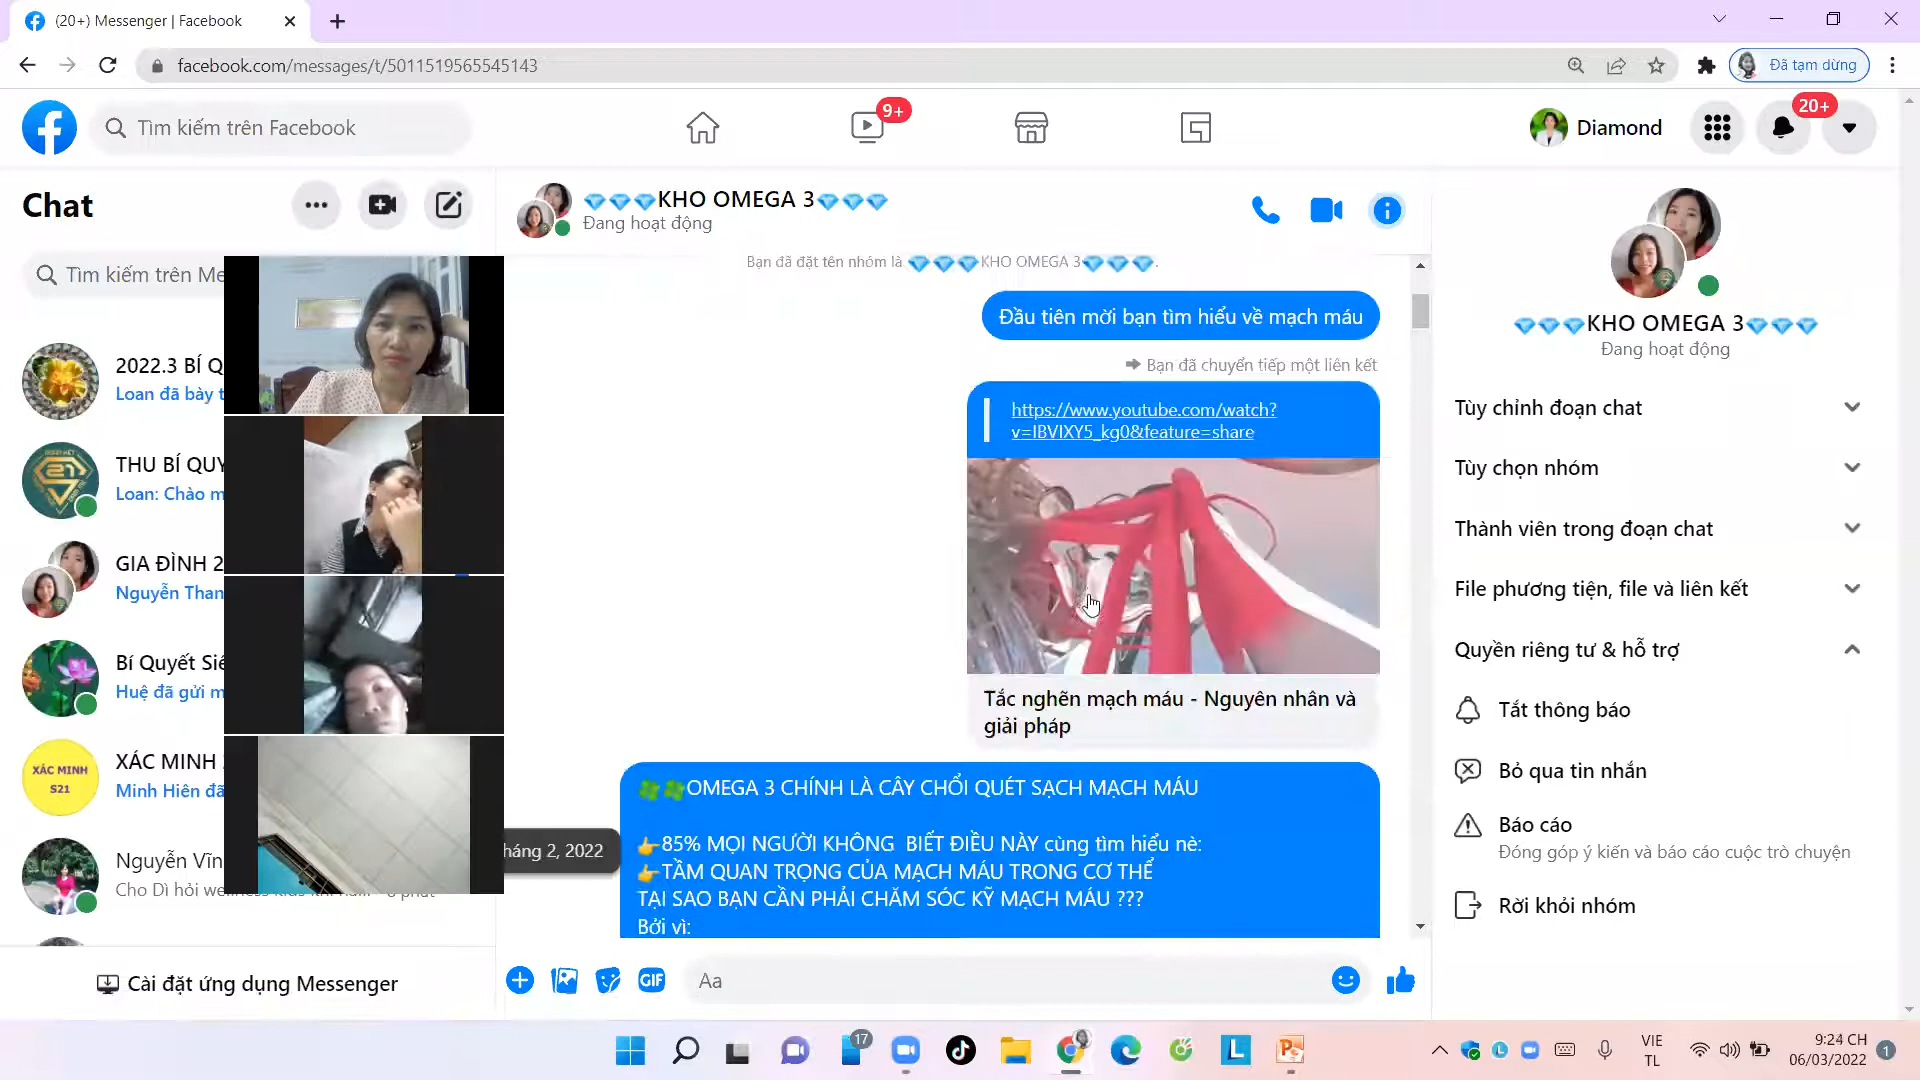 (20+) Messenger | Facebook
facebook.com/messages/t/5011519565545143
Đã tạm dừng
Tìm kiếm trên Facebook
9+
Diamond
20+
Chat
Tìm kiếm trên Me
2022.3 BÍ Q
Loan đã bày t
THU BÍ QUY
Loan: Chào m
GIA ĐÌNH 2
Nguyễn Than
Bí Quyết Siê
Huệ đã gửi m
XÁC MINH
S21
XÁC MINH
Minh Hiên đã
Nguyễn Vĩn
Cho Dì hỏi
Cài đặt ứng dụng Messenger
KHO OMEGA 3
Đang hoạt động
Bạn đã đặt tên nhóm là KHO OMEGA 3.
Đầu tiên mời bạn tìm hiểu về mạch máu
Bạn đã chuyển tiếp một liên kết
https://www.youtube.com/watch?
v=IBVIXY5_kg0&feature=share
Tắc nghẽn mạch máu - Nguyên nhân và
giải pháp
háng 2, 2022
OMEGA 3 CHÍNH LÀ CÂY CHỔI QUÉT SẠCH MẠCH MÁU
85% MỌI NGƯỜI KHÔNG BIẾT ĐIỀU NÀY cùng tìm hiểu nè:
TẦM QUAN TRỌNG CỦA MẠCH MÁU TRONG CƠ THỂ
TẠI SAO BẠN CẦN PHẢI CHĂM SÓC KỸ MẠCH MÁU ???
Bởi vì:
GIF
Aa
KHO OMEGA 3
Đang hoạt động
Tùy chỉnh đoạn chat
Tùy chọn nhóm
Thành viên trong đoạn chat
File phương tiện, file và liên kết
Quyền riêng tư & hỗ trợ
Tắt thông báo
Bỏ qua tin nhắn
Báo cáo
Đóng góp ý kiến và báo cáo cuộc trò chuyện
Rời khỏi nhóm
17
VIE
TL
9:24 CH
06/03/2022
1